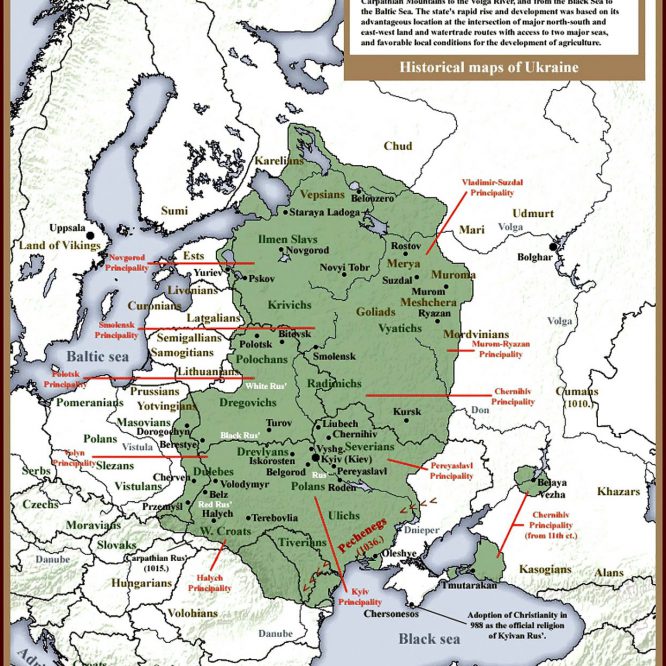 Carpathian Mountains to the Volga River, and from the Black Sea to
the Baltic Sea. The state's rapid rise and development was based on its
advantageous location at the intersection of major north-south and
east-west land and watertrade routes with access to two major seas,
and favorable local conditions for the development of agriculture.
Historical maps of Ukraine
Chud
Karelians
Vladimir-Suzdal
Principality
Vepsians
Beloozero
Sumi
Staraya Ladoga
Udmurt
Mari
Volga
Uppsala
Land of Vikings
Ilmen Slavs
Novgorod
Rostov
Bolghar
Novgorod
Principality
Ests
Yuriev
Pskov
Novyi Tobr
Merya
Suzdal
Muroma
Murom
Livonians
Curonians
Krivichs
Meshchera
Goliads
Ryazan
Latgalians
Vyatichs
Volga
Smolensk
Principality
Semigallians
Samogitians
Bitevsk
Polotsk
Mordvinians
Murom-Ryazan
Principality
Baltic sea
Polochans
Smolensk
Polotsk
Principality
Lithuanians
White Rus'
Radimichs
Prussians
Chernihiv
Principality
Cumans
(1010.)
Pomeranians
Yotvingians
Dregovichs
Don
Masovians
Dorogochyn
Turov
Kursk
Liubech
Polans
Berestye
Black Rus'
Chernihiv
Vistula
Drevlyans
Vyshg.
Severians
Volyn
Principality
Iskorosten
Kyiv (Kiev)
Slezans
Belgorod
Rus'
Pereyaslavl
Pereyaslavl
Principality
Serbs
Dulebes
Roden
Vistulans
Cherven
Volodymyr
Polans
Belaya
Vezha
Belz
Khazars
Czechs
Przemyśl
Red Rus'
Halych
Terebovlia
Ulichs
Chernihiv
Principality
(from 11th ct.)
Moravians
W. Croats
Pechenegs
(1036.)
Dnieper
Slovaks
Tiverians
Oleshye
Danube
Carpathian Rus'
(1015.)
Kasogians
Alans
Hungarians
Halych
Principality
Tmutarakan
Kyiv
Principality
Volohians
Chersonesos
Adoption of Christianity in
988 as the official religion
of Kyivan Rus'.
Danube
Black sea
Croats